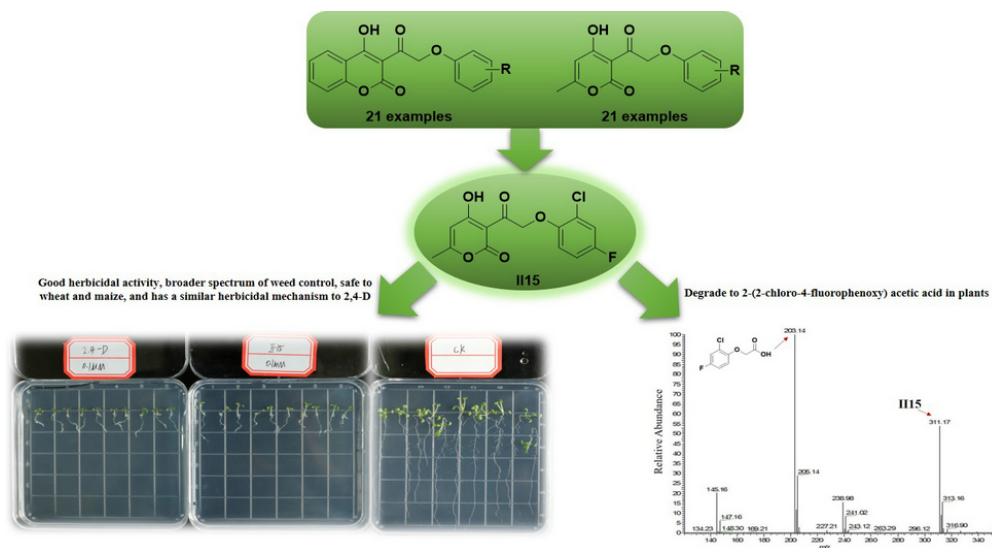 OH
O
O
R
O
O
21 examples
OH
O
O
R
O
O
21 examples
OH
O
Cl
O
O
O
F
II15
Good herbicidal activity, broader spectrum of weed control, safe to
wheat and maize, and has a similar herbicidal mechanism to 2,4-D
Degrade to 2-(2-chloro-4-fluorophenoxy) acetic acid in plants
2,4-D
0.1mM
II-15
0.1mM
CK
Relative Abundance
100
95
90
85
80
75
70
65
60
55
50
45
40
35
30
25
20
15
10
5
0
203.14
Cl
O
O
OH
F
II15
311.17
205.14
145.16
147.16
134.23
148.30
169.21
227.21
238.98
241.02
243.12
263.29
296.12
313.16
316.90
160
180
200
220
240
260
280
300
320
m/z